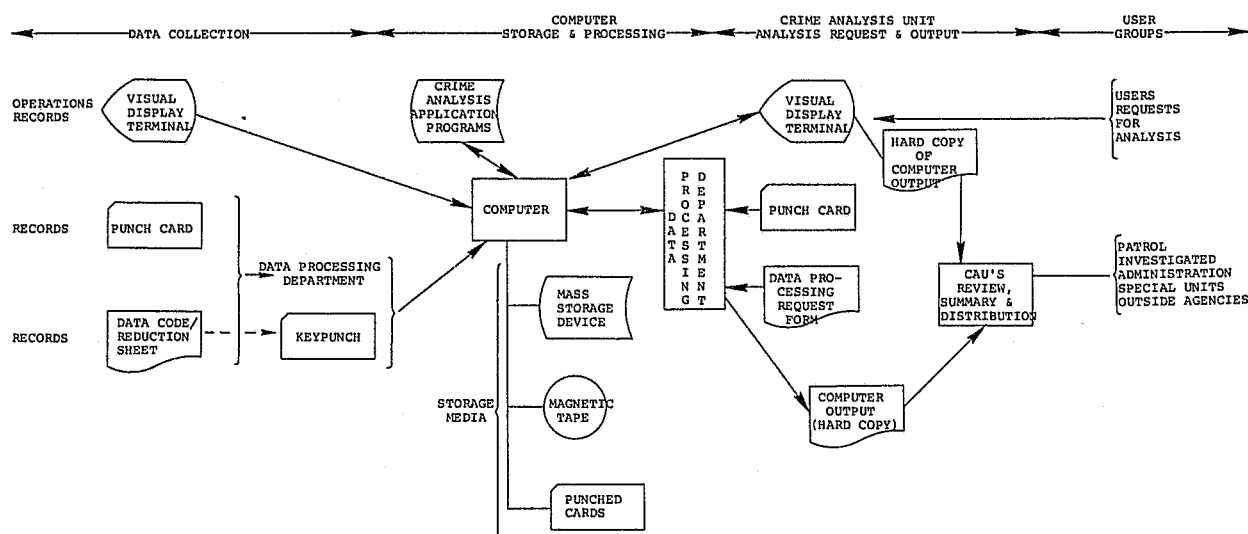 DATA COLLECTION
COMPUTER
STORAGE & PROCESSING
CRIME ANALYSIS UNIT
ANALYSIS REQUEST & OUTPUT
USER
GROUPS
OPERATIONS
RECORDS
VISUAL
DISPLAY
TERMINAL
CRIME
ANALYSIS
APPLICATION
PROGRAMS
VISUAL
DISPLAY
TERMINAL
USERS
REQUESTS
FOR
ANALYSIS
HARD COPY
OF
COMPUTER
OUTPUT
RECORDS
PUNCH CARD
COMPUTER
DATA
PROCESSING
DEPARTMENT
PUNCH CARD
DATA PROCESSING
DEPARTMENT
MASS
STORAGE
DEVICE
DATA PRO-
CESSING
REQUEST
FORM
CAU'S
REVIEW,
SUMMARY &
DISTRIBUTION
PATROL
INVESTIGATED
ADMINISTRATION
SPECIAL UNITS
OUTSIDE AGENCIES
RECORDS
DATA CODE/
REDUCTION
SHEET
KEYPUNCH
STORAGE
MEDIA
MAGNETIC
TAPE
COMPUTER
OUTPUT
(HARD COPY)
PUNCHED
CARDS